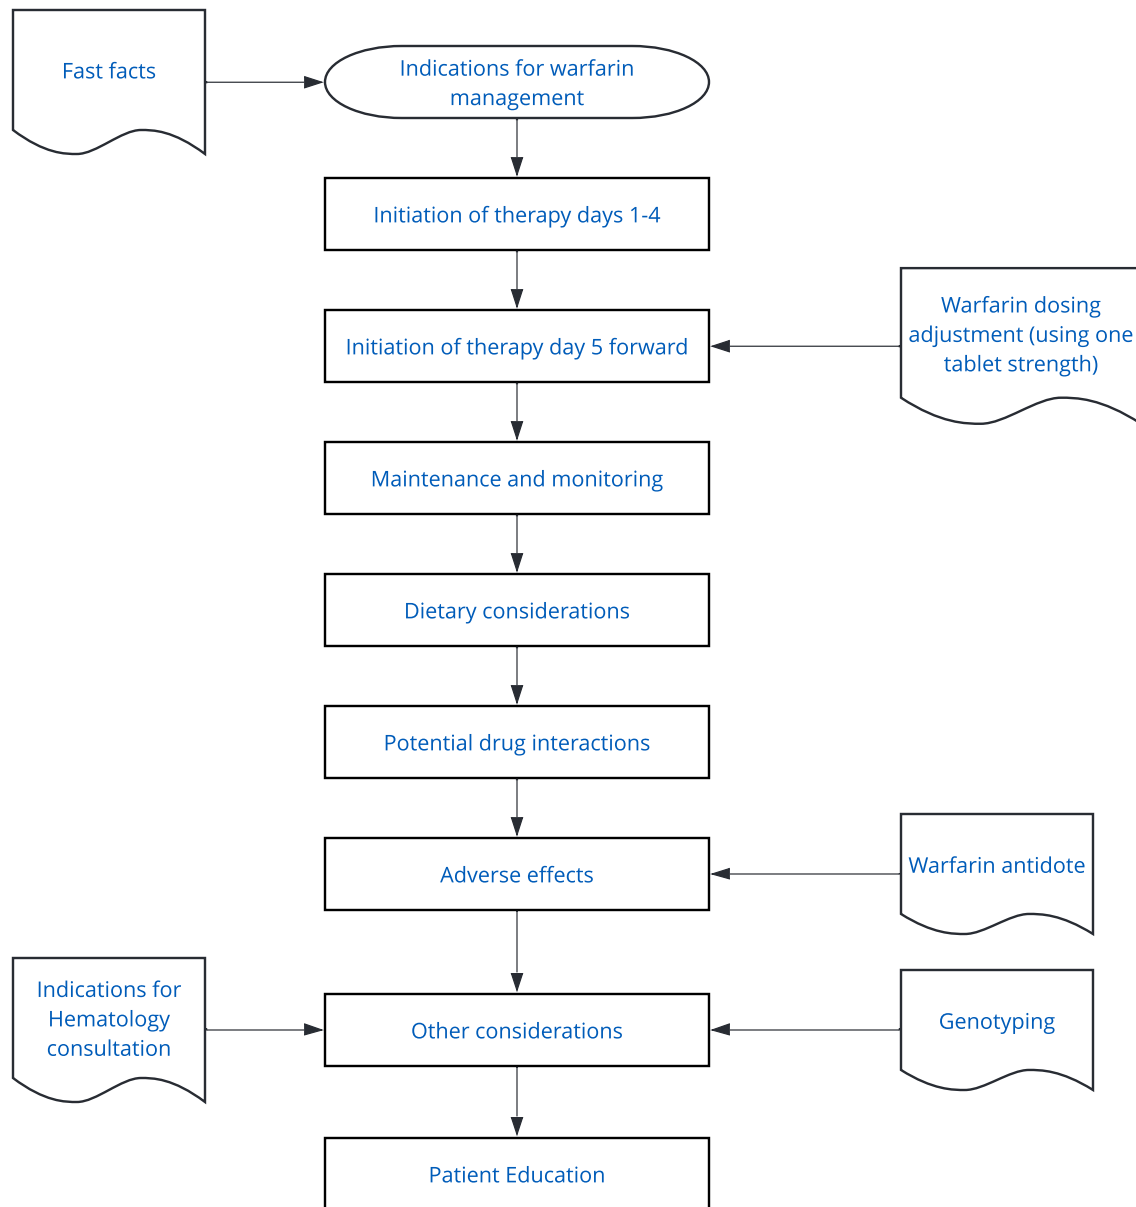 Fast facts
Indications for warfarin
management
Initiation of therapy days 1-4
Initiation of therapy day 5 forward
Warfarin dosing
adjustment (using one
tablet strength)
Maintenance and monitoring
Dietary considerations
Potential drug interactions
Adverse effects
Warfarin antidote
Indications for
Hematology
consultation
Other considerations
Genotyping
Patient Education